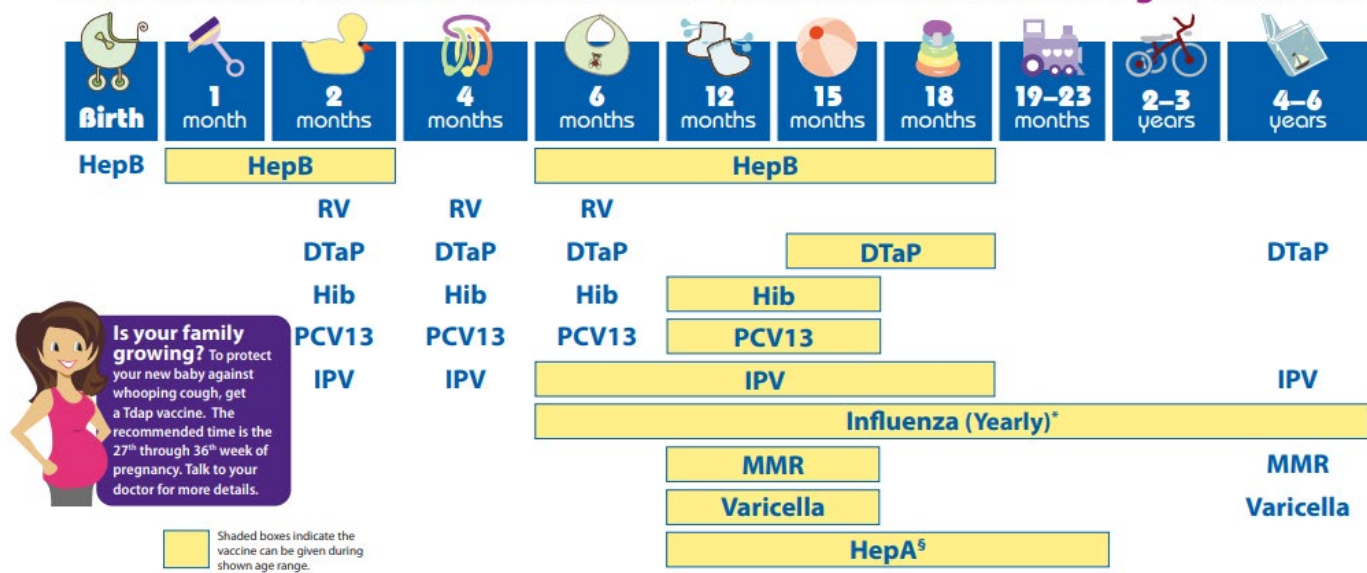 Birth
1
month
2
months
4
months
6
months
12
months
15
months
18
months
19–23
months
2–3
years
4–6
years
HepB HepB HepB
RV RV RV
DTaP DTaP DTaP DTaP DTaP
Hib Hib Hib Hib
PCV13 PCV13 PCV13 PCV13
IPV IPV IPV IPV
Influenza (Yearly)*
MMR MMR
Varicella Varicella
HepA§
Is your family
growing? To protect
your new baby against
whooping cough, get
a Tdap vaccine. The
recommended time is the
27th through 36th week of
pregnancy. Talk to your
doctor for more details.
Shaded boxes indicate the
vaccine can be given during
shown age range.